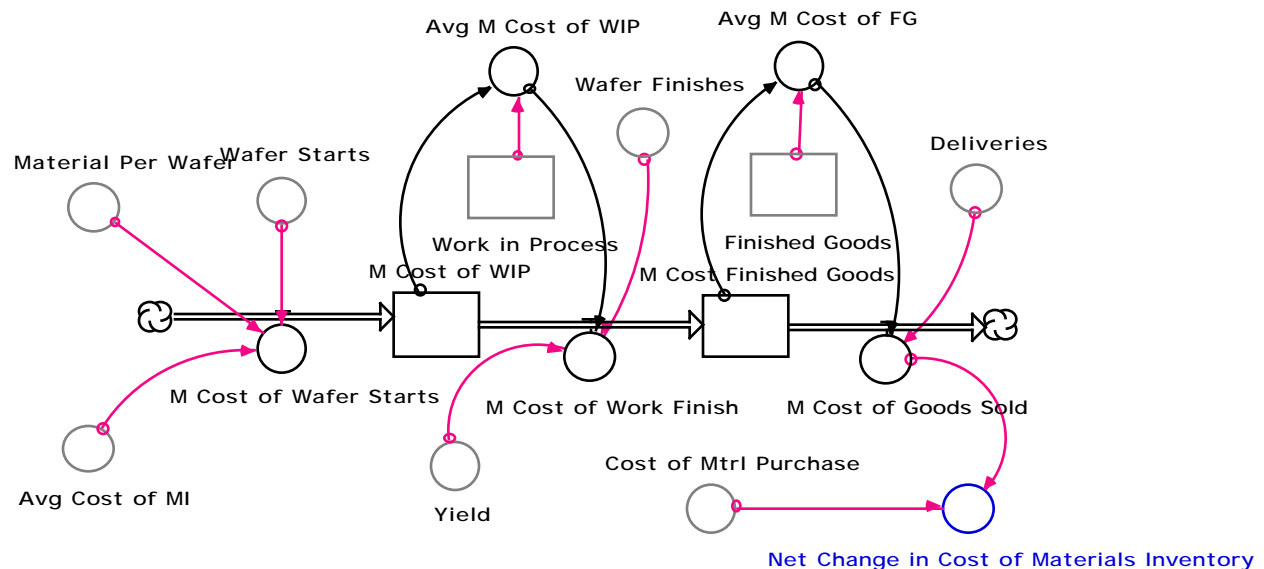 Avg M Cost of WIP
Avg M Cost of FG
Wafer Finishes
Deliveries
Material Per Wafer
Wafer Starts
Work in Process
Finished Goods
M Cost of WIP
M Cost Finished Goods
M Cost of Wafer Starts
M Cost of Work Finish
M Cost of Goods Sold
Cost of Mtrl Purchase
Avg Cost of MI
Yield
Net Change in Cost of Materials Inventory